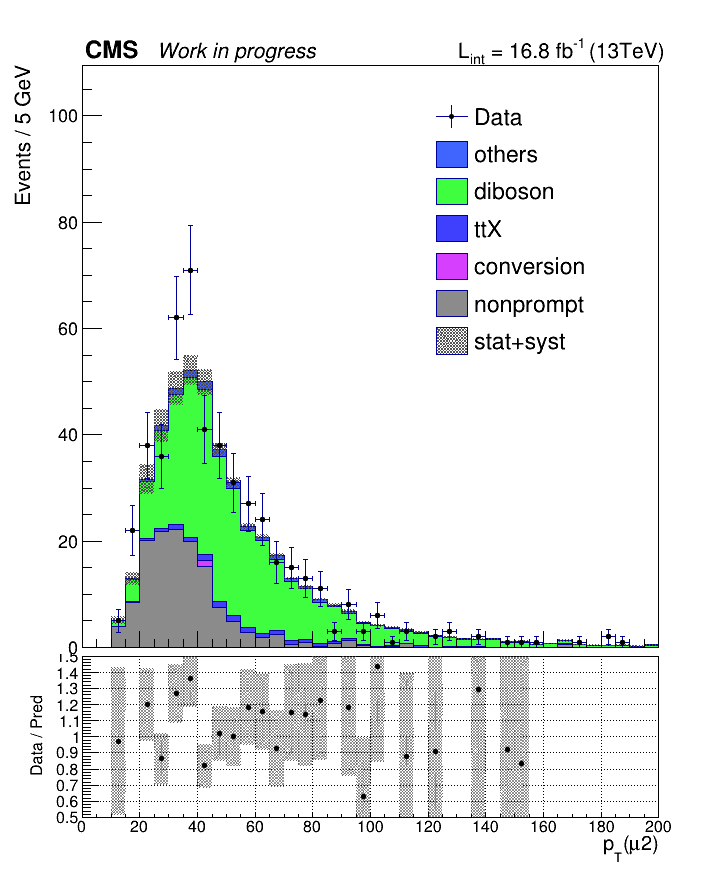 CMS Work in progress L_int = 16.8 fb^-1 (13TeV)
Events / 5 GeV
100
80
60
40
20
0
Data
others
diboson
ttX
conversion
nonprompt
stat+syst
Data / Pred
1.5
1.4
1.3
1.2
1.1
1
0.9
0.8
0.7
0.6
0.5
0 20 40 60 80 100 120 140 160 180 200
p_T(μ2)